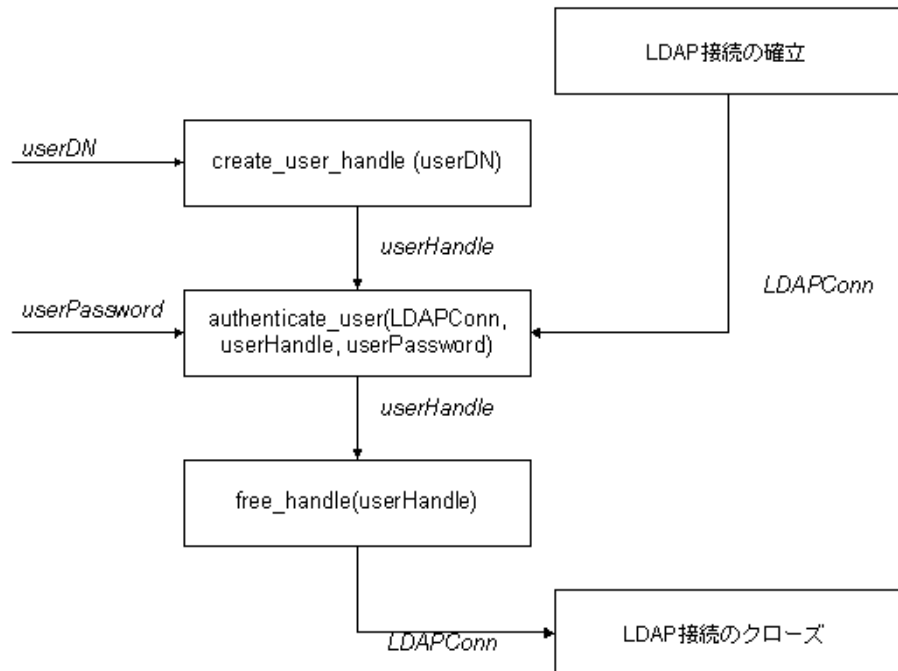 LDAP接続の確立
userDN
create_user_handle (userDN)
userHandle
LDAPConn
userPassword
authenticate_user(LDAPConn,
userHandle, userPassword)
userHandle
free_handle(userHandle)
LDAPConn
LDAP接続のクローズ